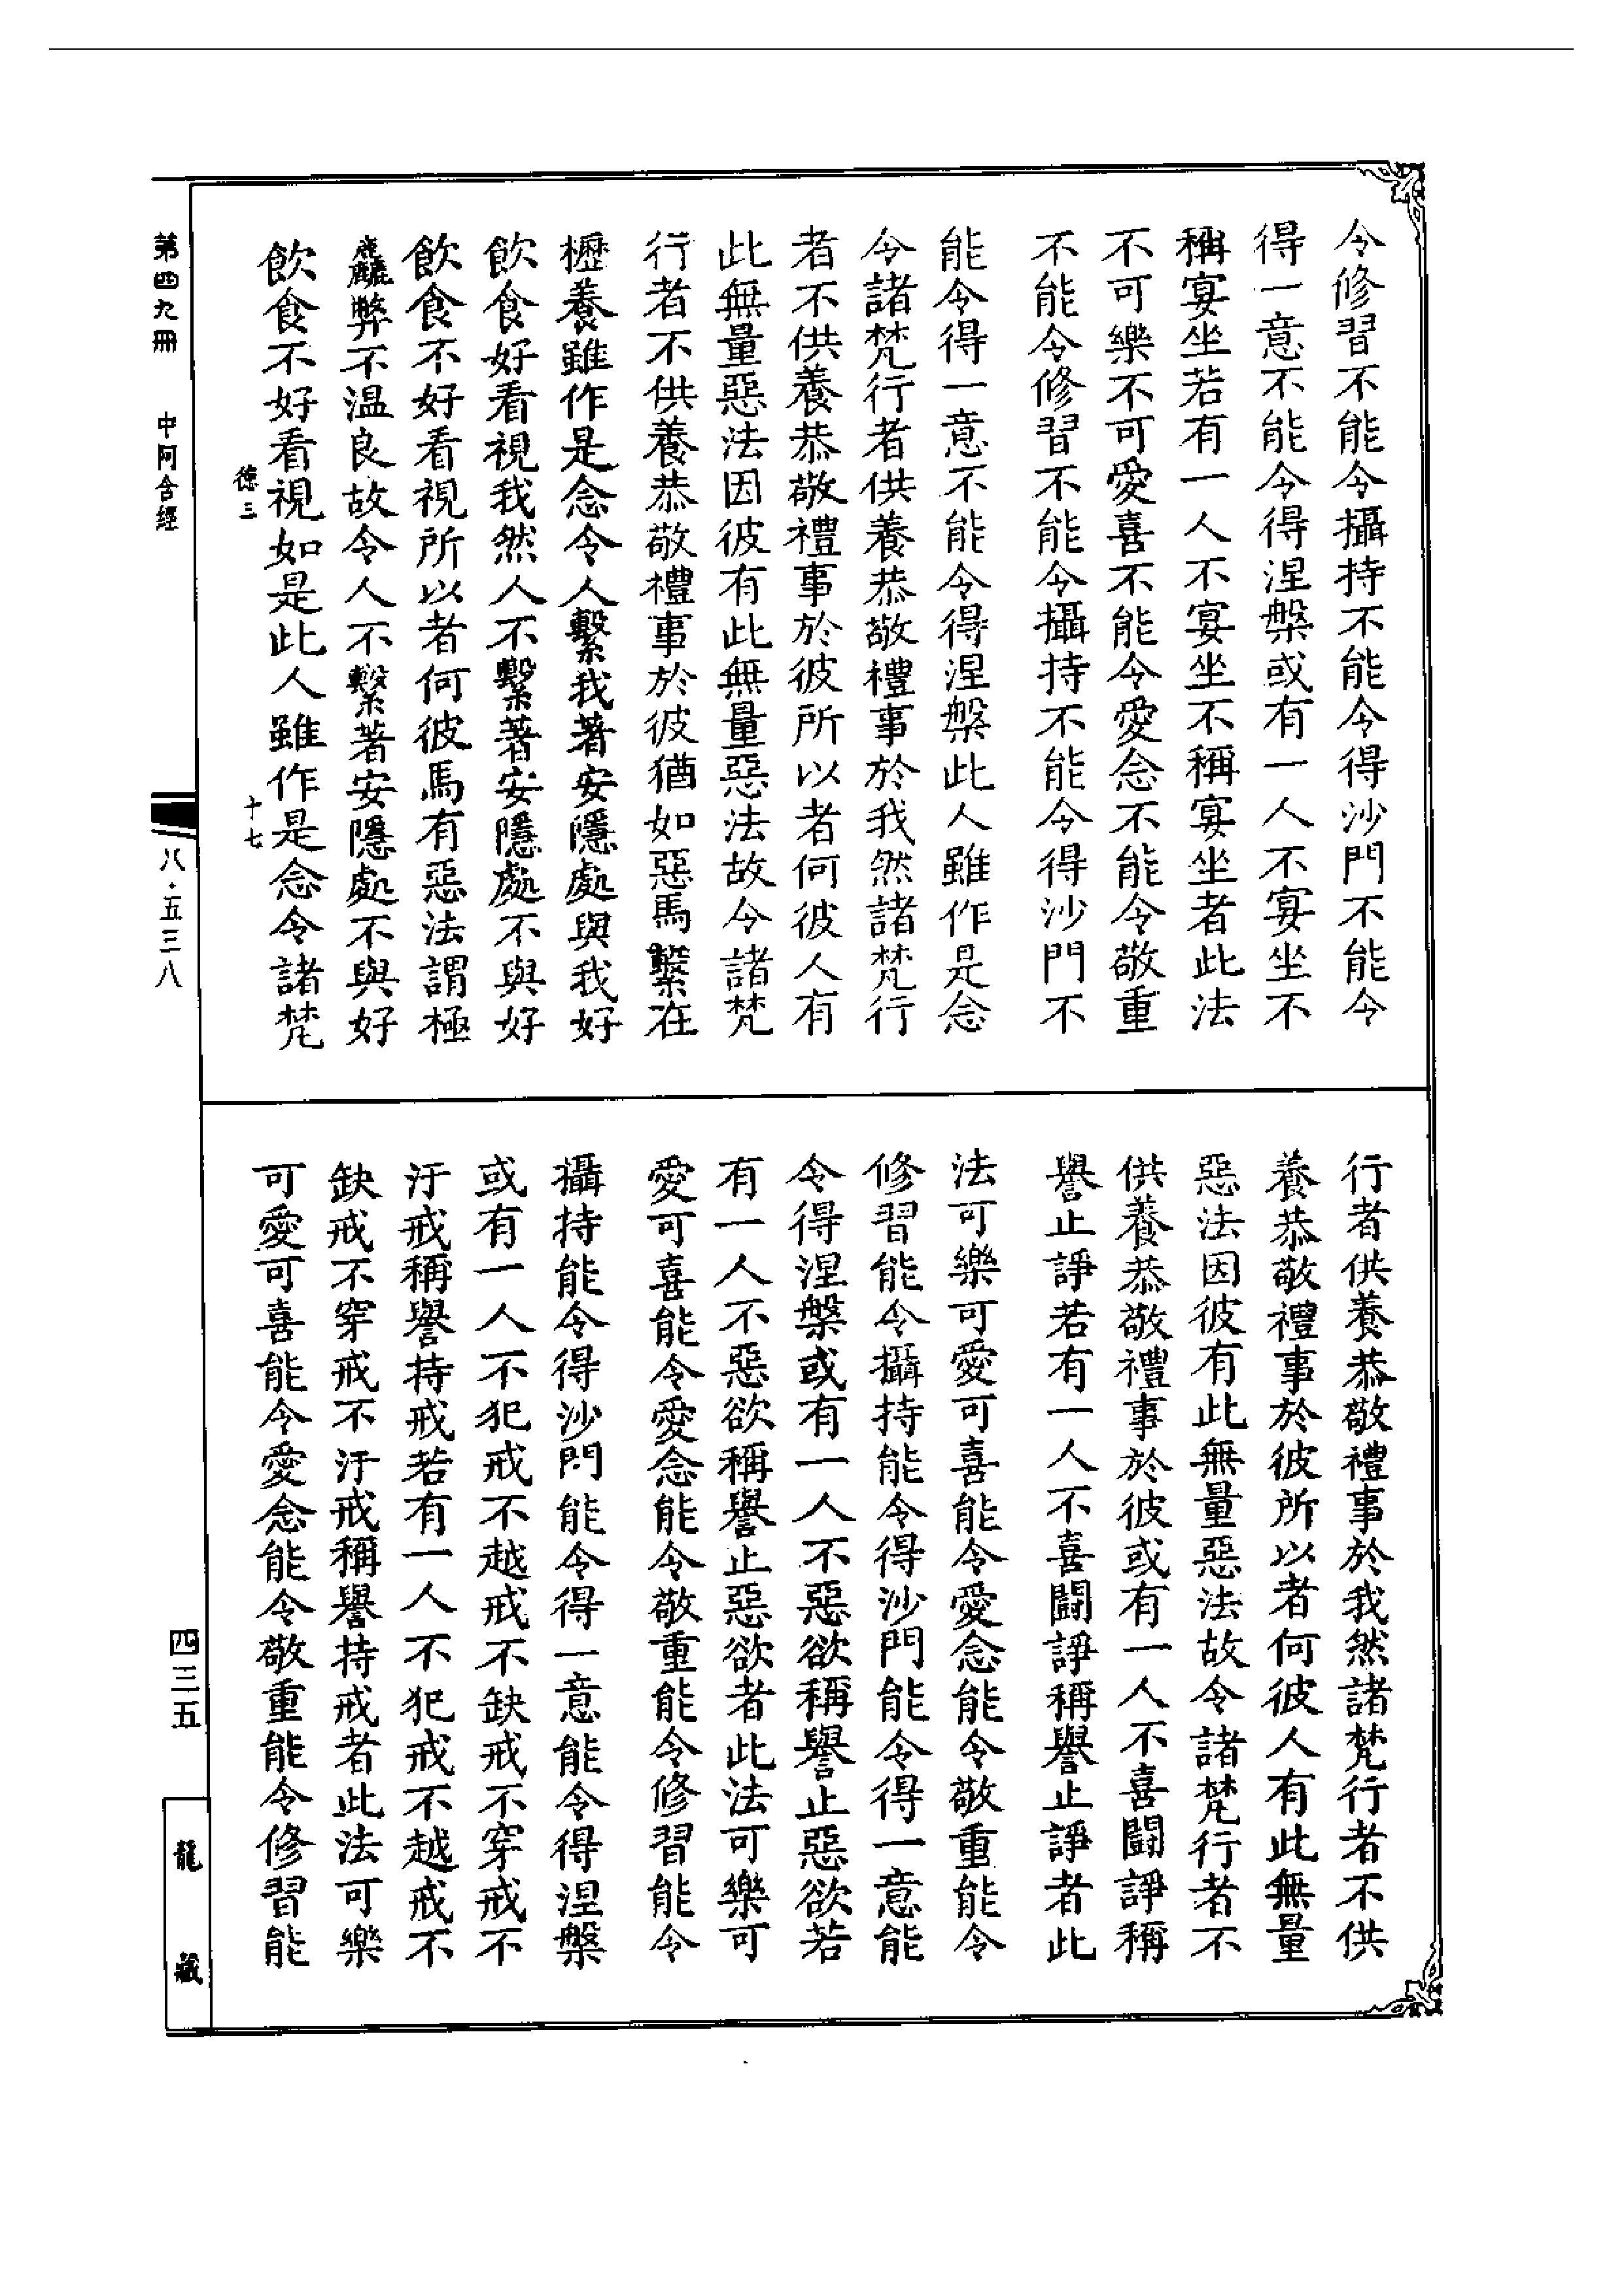 令修習不能令攝持不能令得沙門不能令
得一意不能令得涅槃或有一人不宴坐不
稱宴坐若有一人不宴坐不稱宴坐者此法
不可樂不可愛喜不能令愛念不能令敬重
不能令修習不能令攝持不能令得沙門不
能令得一意不能令得涅槃此人雖作是念
令諸梵行者供養恭敬禮事於我然諸梵行
者不供養恭敬禮事於彼所以者何彼人有
此無量惡法因彼有此無量惡法故令諸梵
行者不供養恭敬禮事於彼猶如惡馬繫在
櫪養雖作是念令人繫我著安隱處與我好
飲食好看視我然人不繫著安隱處不與好
飲食不好看視所以者何彼馬有惡法謂極
麤弊不溫良故令人不繫著安隱處不與好
飲食不好看視如是此人雖作是念令諸梵
德三
十七
行者供養恭敬禮事於我然諸梵行者不供
養恭敬禮事於彼所以者何彼人有此無量
惡法因彼有此無量惡法故令諸梵行者不
供養恭敬禮事於彼或有一人不喜鬪諍稱
譽止諍若有一人不喜鬪諍稱譽止諍者此
法可樂可愛可喜能令愛念能令敬重能令
修習能令攝持能令得沙門能令得一意能
令得涅槃或有一人不惡欲稱譽止惡欲若
有一人不惡欲稱譽止惡欲者此法可樂可
愛可喜能令愛念能令敬重能令修習能令
攝持能令得沙門能令得一意能令得涅槃
或有一人不犯戒不越戒不缺戒不穿戒不
汙戒稱譽持戒若有一人不犯戒不越戒不
缺戒不穿戒不汙戒稱譽持戒者此法可樂
可愛可喜能令愛念能令敬重能令修習能
第四九冊
中阿含經
八·五三八
四三五
龍藏